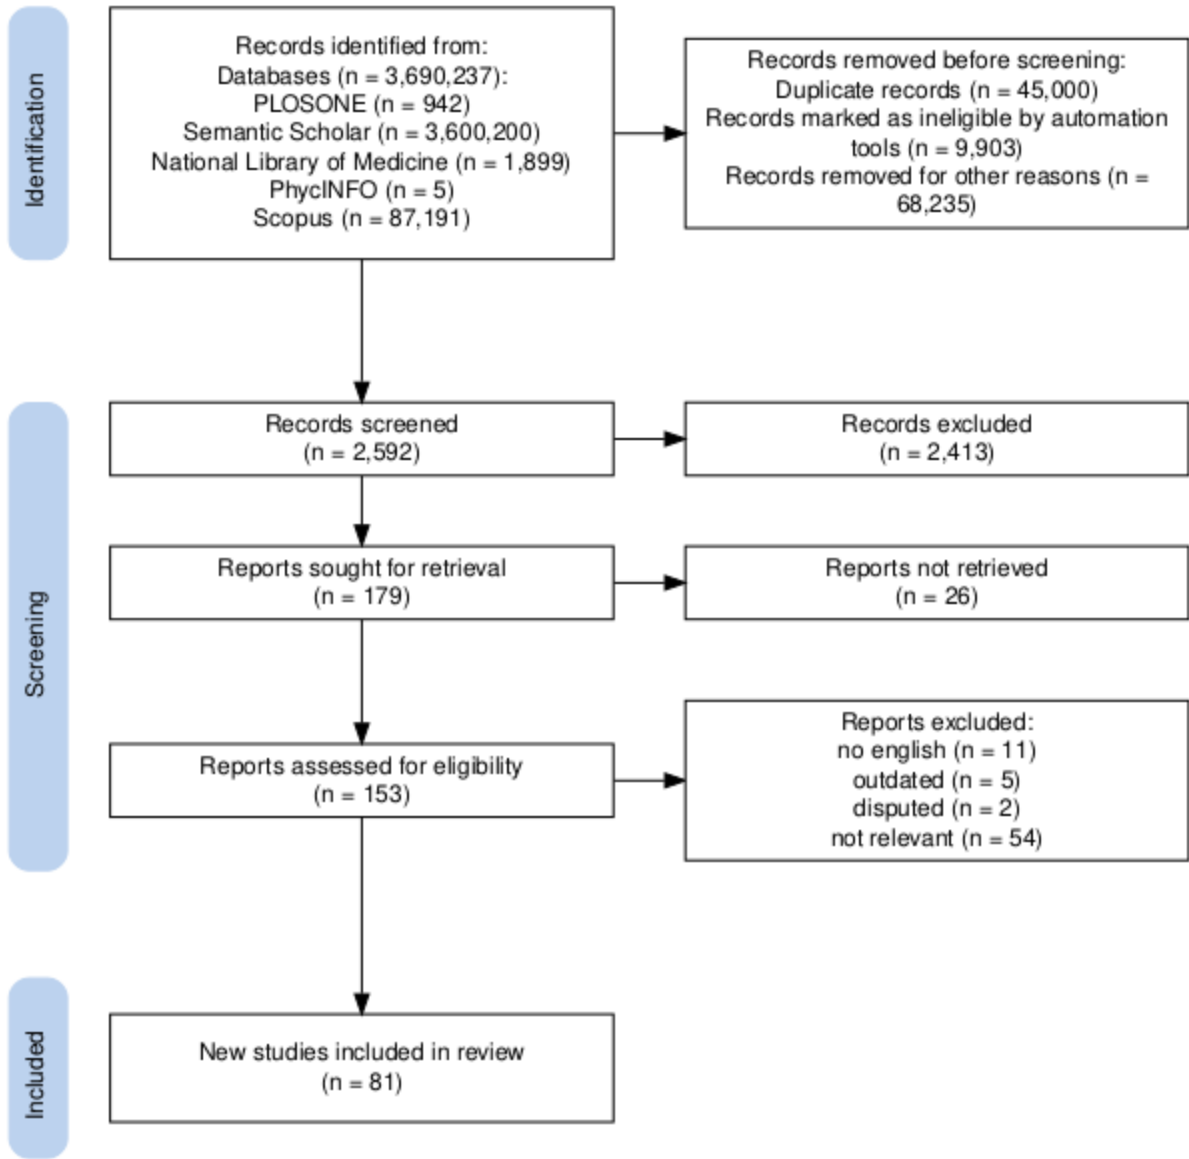 Identification
Records identified from:
Databases (n = 3,690,237):
PLOSONE (n = 942)
Semantic Scholar (n = 3,600,200)
National Library of Medicine (n = 1,899)
PhycINFO (n = 5)
Scopus (n = 87,191)
Records removed before screening:
Duplicate records (n = 45,000)
Records marked as ineligible by automation
tools (n = 9,903)
Records removed for other reasons (n =
68,235)
Screening
Records screened
(n = 2,592)
Records excluded
(n = 2,413)
Reports sought for retrieval
(n = 179)
Reports not retrieved
(n = 26)
Reports assessed for eligibility
(n = 153)
Reports excluded:
no english (n = 11)
outdated (n = 5)
disputed (n = 2)
not relevant (n = 54)
Included
New studies included in review
(n = 81)